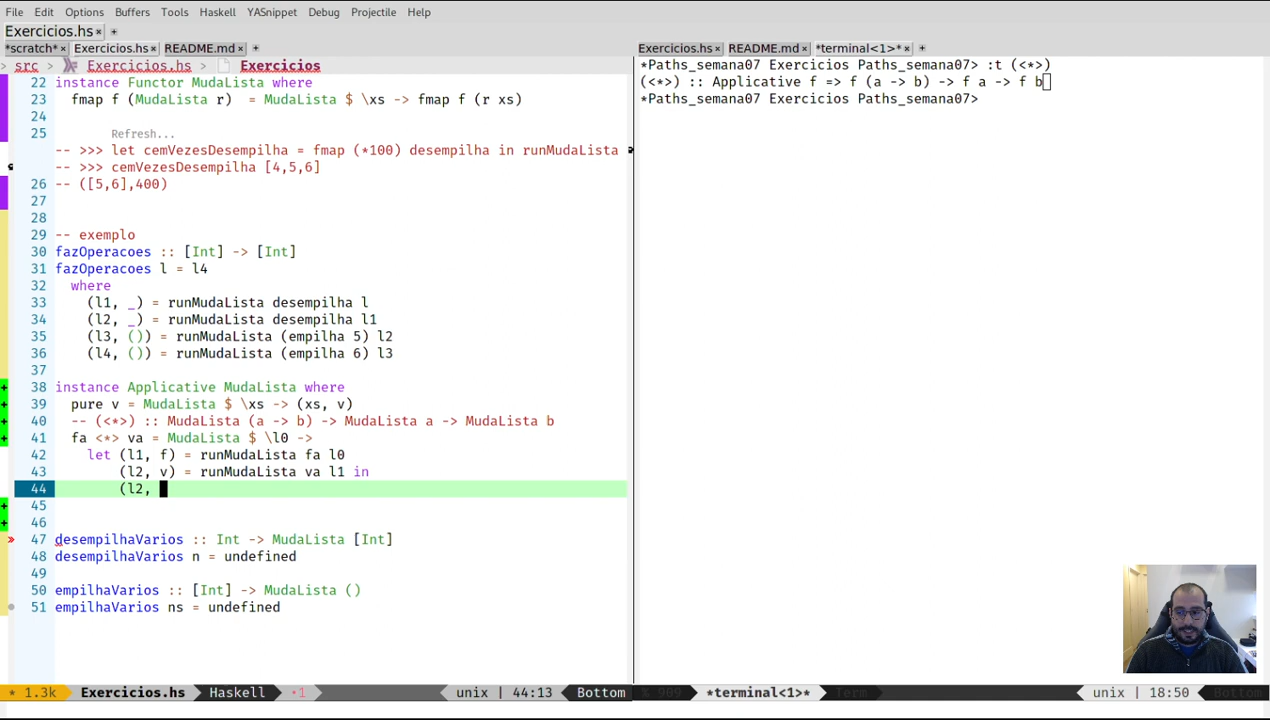 File Edit Options Buffers Tools Haskell YASnippet Debug Projectile Help
Exercicios.hs× +
*scratch*× Exercicios.hs× README.md× +
> src > Exercicios.hs > Exercicios
22 instance Functor MudaLista where
23 fmap f (MudaLista r)  = MudaLista $ \xs -> fmap f (r xs)
24
25 Refresh...
-- >>> let cemVezesDesempilha = fmap (*100) desempilha in runMudaLista
-- >>> cemVezesDesempilha [4,5,6]
26 -- ([5,6],400)
27
28
29 -- exemplo
30 fazOperacoes :: [Int] -> [Int]
31 fazOperacoes l = l4
32 where
33 (l1, _) = runMudaLista desempilha l
34 (l2, _) = runMudaLista desempilha l1
35 (l3, ()) = runMudaLista (empilha 5) l2
36 (l4, ()) = runMudaLista (empilha 6) l3
37
38 instance Applicative MudaLista where
39 pure v = MudaLista $ \xs -> (xs, v)
40 -- (<*>) :: MudaLista (a -> b) -> MudaLista a -> MudaLista b
41 fa <*> va = MudaLista $ \l0 ->
42 let (l1, f) = runMudaLista fa l0
43 (l2, v) = runMudaLista va l1 in
44 (l2,
45
46
47 desempilhaVarios :: Int -> MudaLista [Int]
48 desempilhaVarios n = undefined
49
50 empilhaVarios :: [Int] -> MudaLista ()
51 empilhaVarios ns = undefined
* 1.3k Exercicios.hs Haskell •1 unix | 44:13 Bottom
Exercicios.hs× README.md× *terminal<1>*× +
*Paths_semana07 Exercicios Paths_semana07> :t (<*>)
(<*>) :: Applicative f => f (a -> b) -> f a -> f b
*Paths_semana07 Exercicios Paths_semana07>
% 909 *terminal<1>* Term unix | 18:50 Bottom